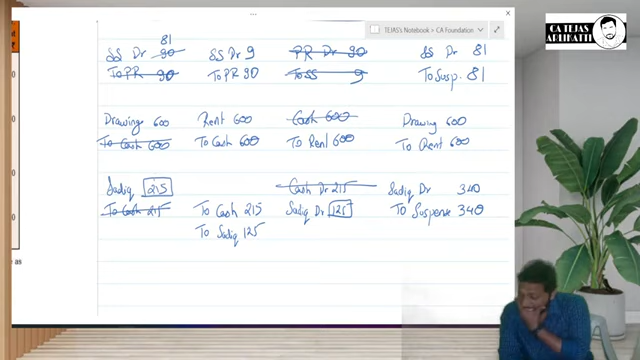 TEJAS's Notebook > CA Foundation
CA TEJAS
81
SS Dr 90 SS Dr 9 PR Dr 90 SS Dr 81
To PR 90 To PR 90 To SS 9 To Susp. 81
Drawings 600 Rent 600 Cash 600 Drawing 600
To Cash 600 To Cash 600 To Rent 600 To Rent 600
Sadiq 215 Cash Dr 215 Sadiq Dr 340
To Cash 215 To Cash 215 Sadiq Dr 125 To Suspense 340
To Sadiq 125
as